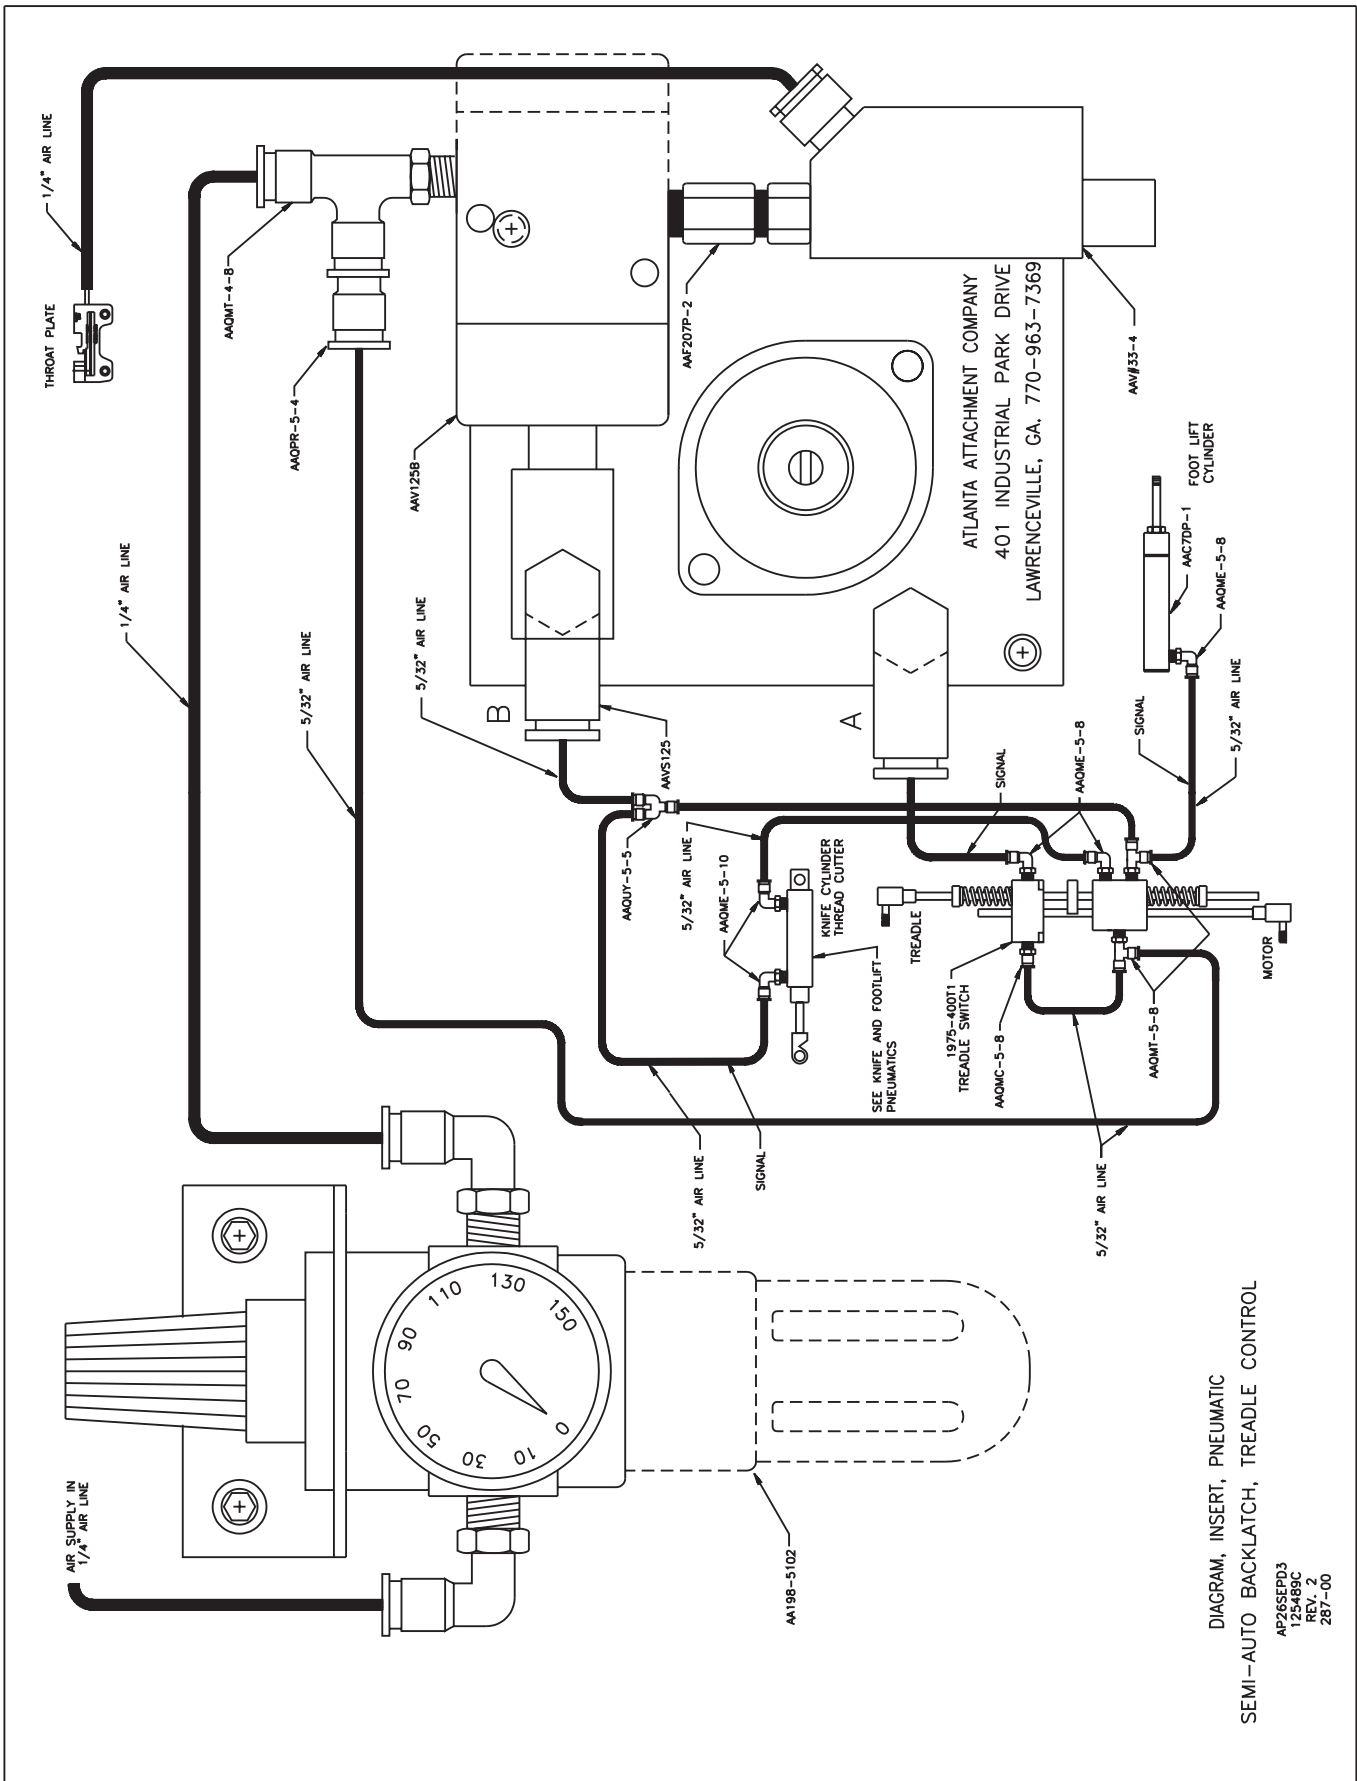 AIR SUPPLY IN
1/4" AIR LINE
1/4" AIR LINE
THROAT PLATE
1/4" AIR LINE
AAQMT-4-8
AAQPR-5-4
5/32" AIR LINE
AAV125B
5/32" AIR LINE
B
AAVS125
AAQUY-5-5
AAF207P-2
A
ATLANTA ATTACHMENT COMPANY
401 INDUSTRIAL PARK DRIVE
LAWRENCEVILLE, GA. 770-963-7369
AAV#33-4
5/32" AIR LINE
AAQME-5-10
KNIFE CYLINDER
THREAD CUTTER
SEE KNIFE AND FOOTLIFT
PNEUMATICS
5/32" AIR LINE
SIGNAL
TREADLE
1975-400T1
TREADLE SWITCH
AAQMC-5-8
SIGNAL
AAQME-5-8
SIGNAL
5/32" AIR LINE
FOOT LIFT
CYLINDER
AAC7DP-1
AAQME-5-8
MOTOR
AAQMT-5-8
5/32" AIR LINE
0
10
30
50
70
90
110
130
150
AA198-5102
DIAGRAM, INSERT, PNEUMATIC
SEMI-AUTO BACKLATCH, TREADLE CONTROL
AP26SEPD3
125489C
REV. 2
287-00